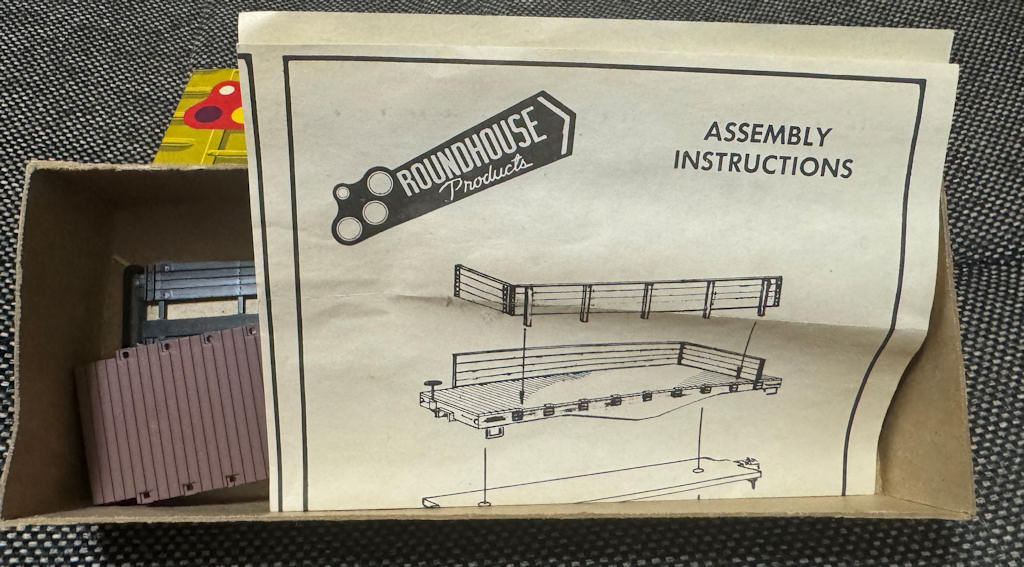 ROUNDHOUSE
Products
ASSEMBLY
INSTRUCTIONS